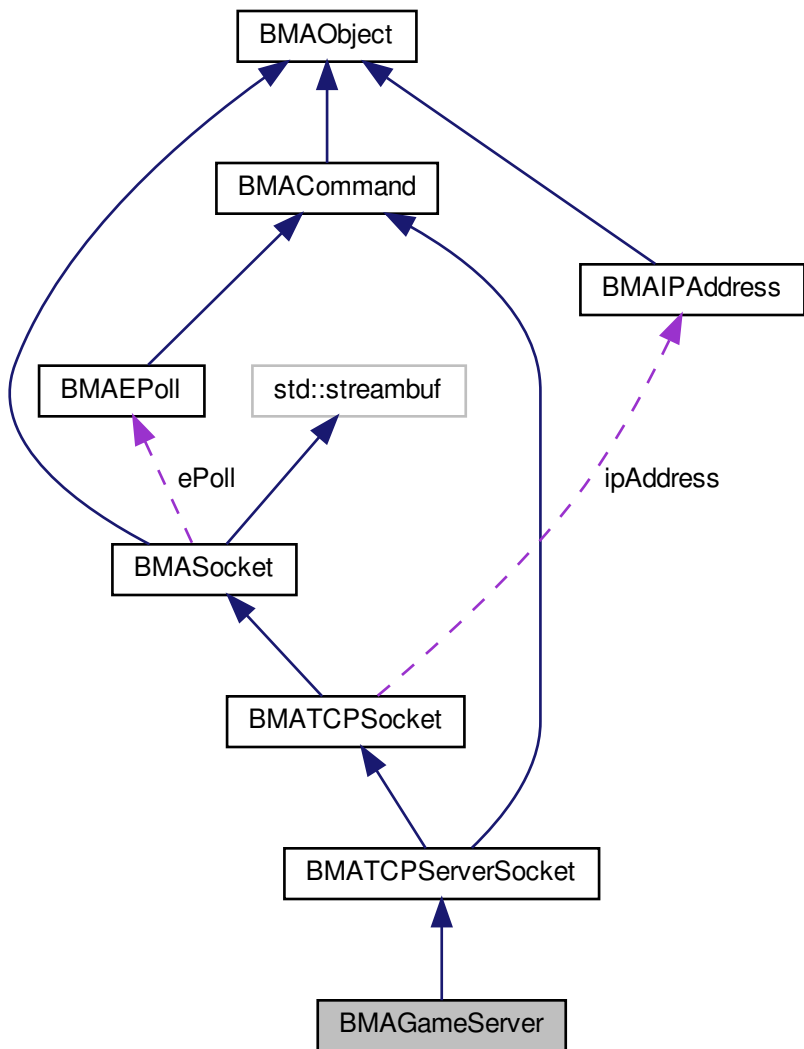 BMAObject
BMACommand
BMAIPAddress
BMAEPoll
std::streambuf
ePoll
ipAddress
BMASocket
BMATCPSocket
BMATCPServerSocket
BMAGameServer